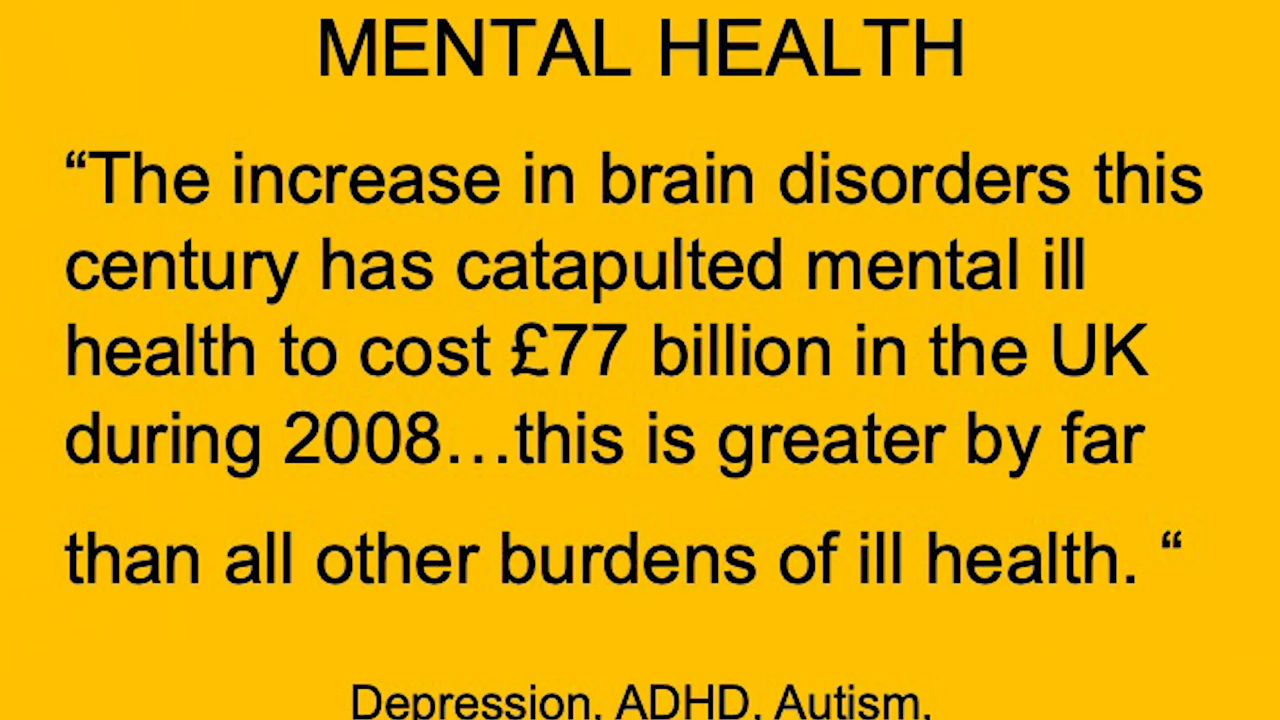 MENTAL HEALTH
“The increase in brain disorders this
century has catapulted mental ill
health to cost £77 billion in the UK
during 2008…this is greater by far
than all other burdens of ill health. “
Depression, ADHD, Autism,